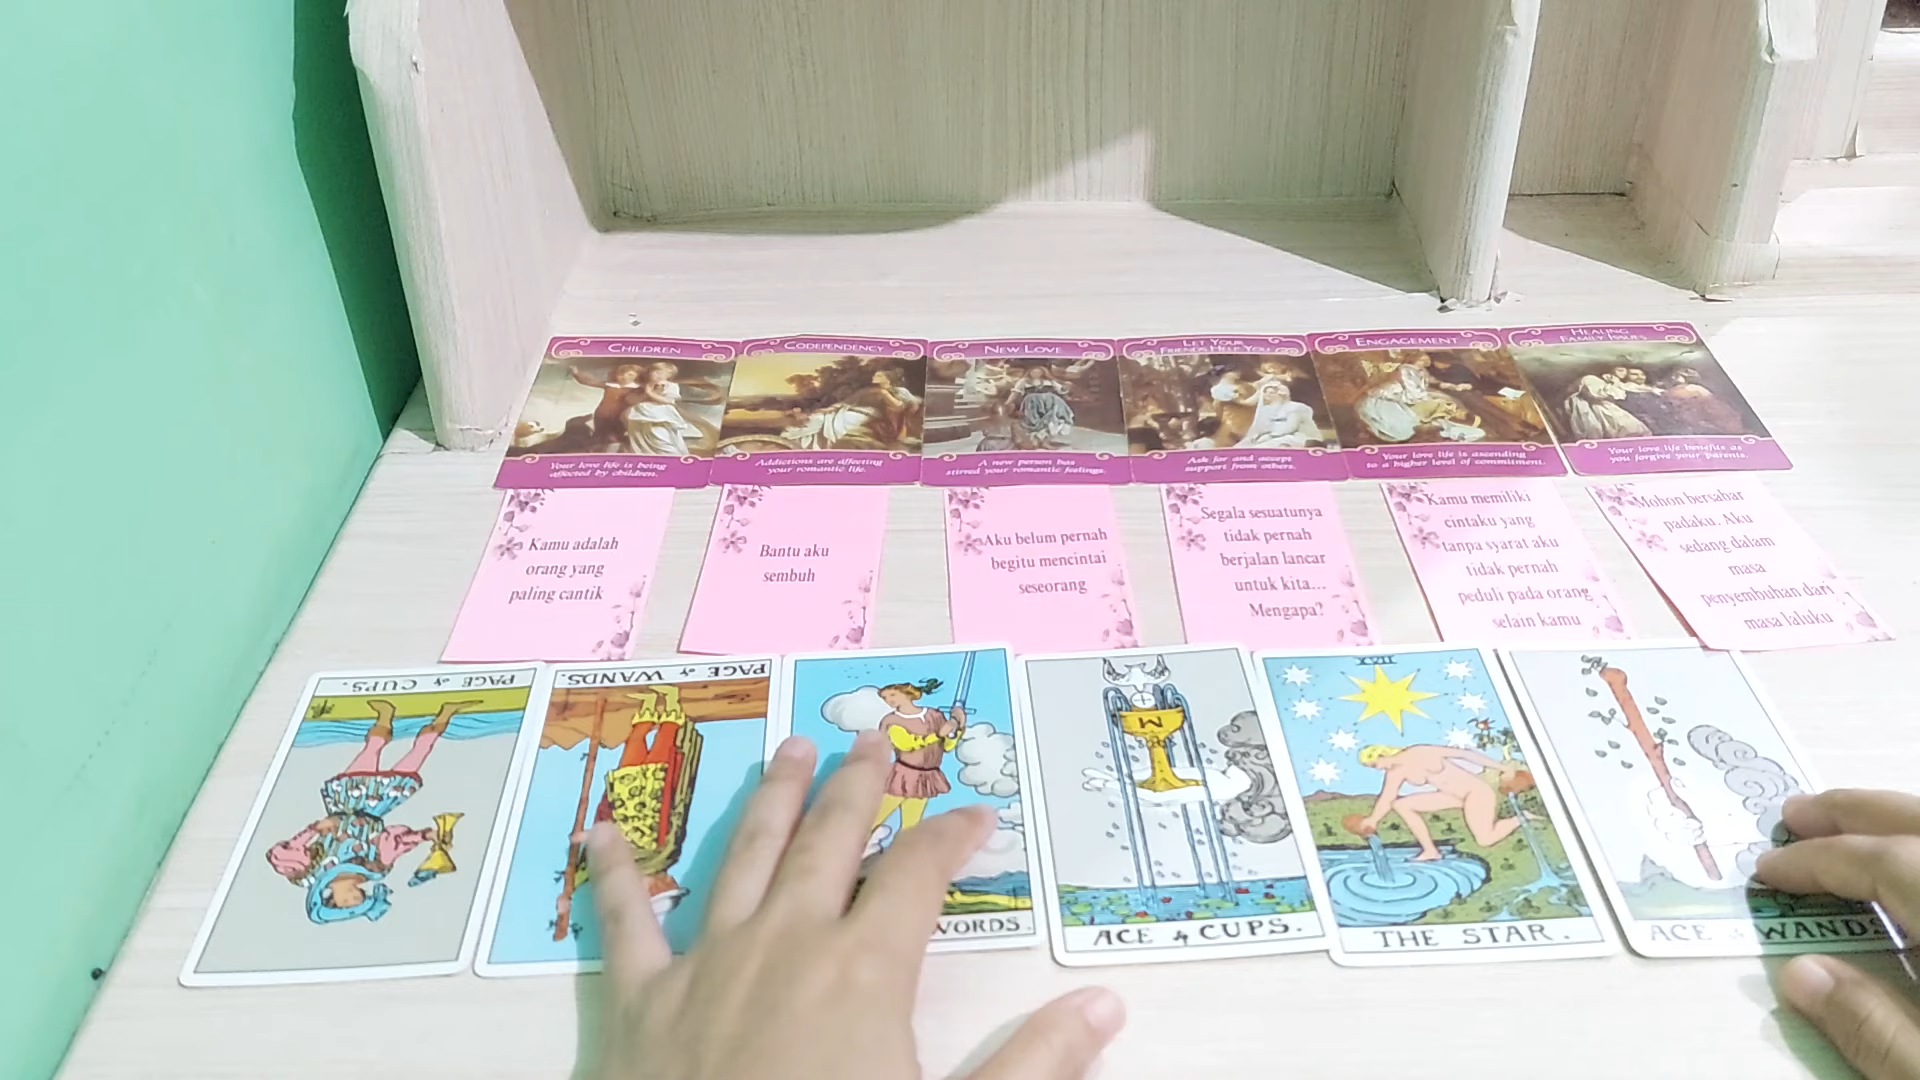 CHILDREN
Your love life is being
affected by children.
CODEPENDENCY
Addictions are affecting
your romantic life.
NEW LOVE
A new person has
stirred your romantic feelings.
LET YOUR
FRIENDS HELP YOU
Ask for and accept
support from others.
ENGAGEMENT
Your love life is ascending
to a higher level of commitment.
HEALING
FAMILY ISSUES
Your love life benefits as
you forgive your parents.
Kamu adalah
orang yang
paling cantik
Bantu aku
sembuh
Aku belum pernah
begitu mencintai
seseorang
Segala sesuatunya
tidak pernah
berjalan lancar
untuk kita...
Mengapa?
Kamu memiliki
cintaku yang
tanpa syarat aku
tidak pernah
peduli pada orang
selain kamu
Mohon bersabar
padaku. Aku
sedang dalam
masa
penyembuhan dari
masa laluku
PAGE of CUPS.
PAGE of WANDS.
WORDS.
ACE of CUPS.
XVII
THE STAR.
ACE of WANDS